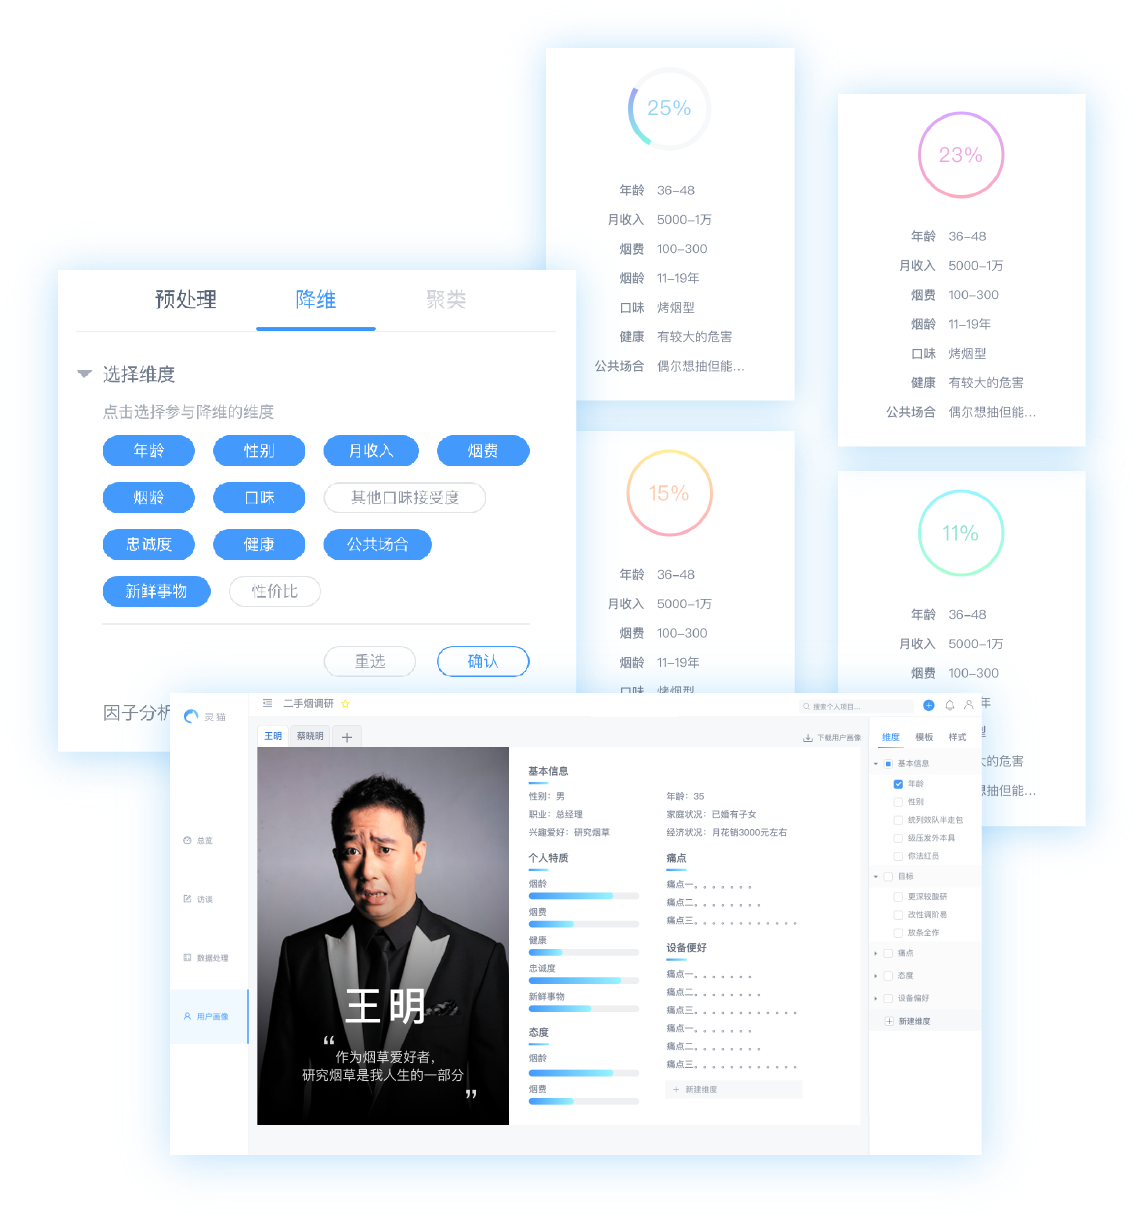 25%
年龄 36-48
月收入 5000-1万
烟费 100-300
烟龄 11-19年
口味 烤烟型
健康 有较大的危害
公共场合 偶尔想抽但能...
23%
年龄 36-48
月收入 5000-1万
烟费 100-300
烟龄 11-19年
口味 烤烟型
健康 有较大的危害
公共场合 偶尔想抽但能...
预处理 降维 聚类
选择维度
点击选择参与降维的维度
年龄 性别 月收入 烟费
烟龄 口味 其他口味接受度
忠诚度 健康 公共场合
新鲜事物 性价比
重选 确认
因子分析
15%
年龄 36-48
月收入 5000-1万
烟费 100-300
烟龄 11-19年
口味 烤烟型
11%
年龄 36-48
月收入 5000-1万
烟费 100-300
年
型
的危害
想抽但能...
灵猫
总览
访谈
数据处理
用户画像
二手烟调研
搜索个人项目...
王明 蔡晓明 +
下载用户画像
王明
“
作为烟草爱好者,
研究烟草是我人生的一部分
”
基本信息
性别: 男 年龄: 35
职业: 总经理 家庭状况: 已婚有子女
兴趣爱好: 研究烟草 经济状况: 月花销3000元左右
个人特质
烟龄
烟费
健康
忠诚度
新鲜事物
态度
烟龄
烟费
痛点
痛点一。。。。。。。
痛点二。。。。。。。。
痛点三。。。。。。。。。。。。
设备便好
痛点一。。。。。。。
痛点二。。。。。。。。
痛点三。。。。。。。。。。。。
痛点一。。。。。。。
痛点二。。。。。。。。
痛点三。。。。。。。。。。。。
+ 新建维度
维度 模板 样式
基本信息
年龄
性别
统列效队半走包
级压发外本具
你法红员
目标
更深较酸研
改性调阶易
放条全作
痛点
态度
设备偏好
新建维度